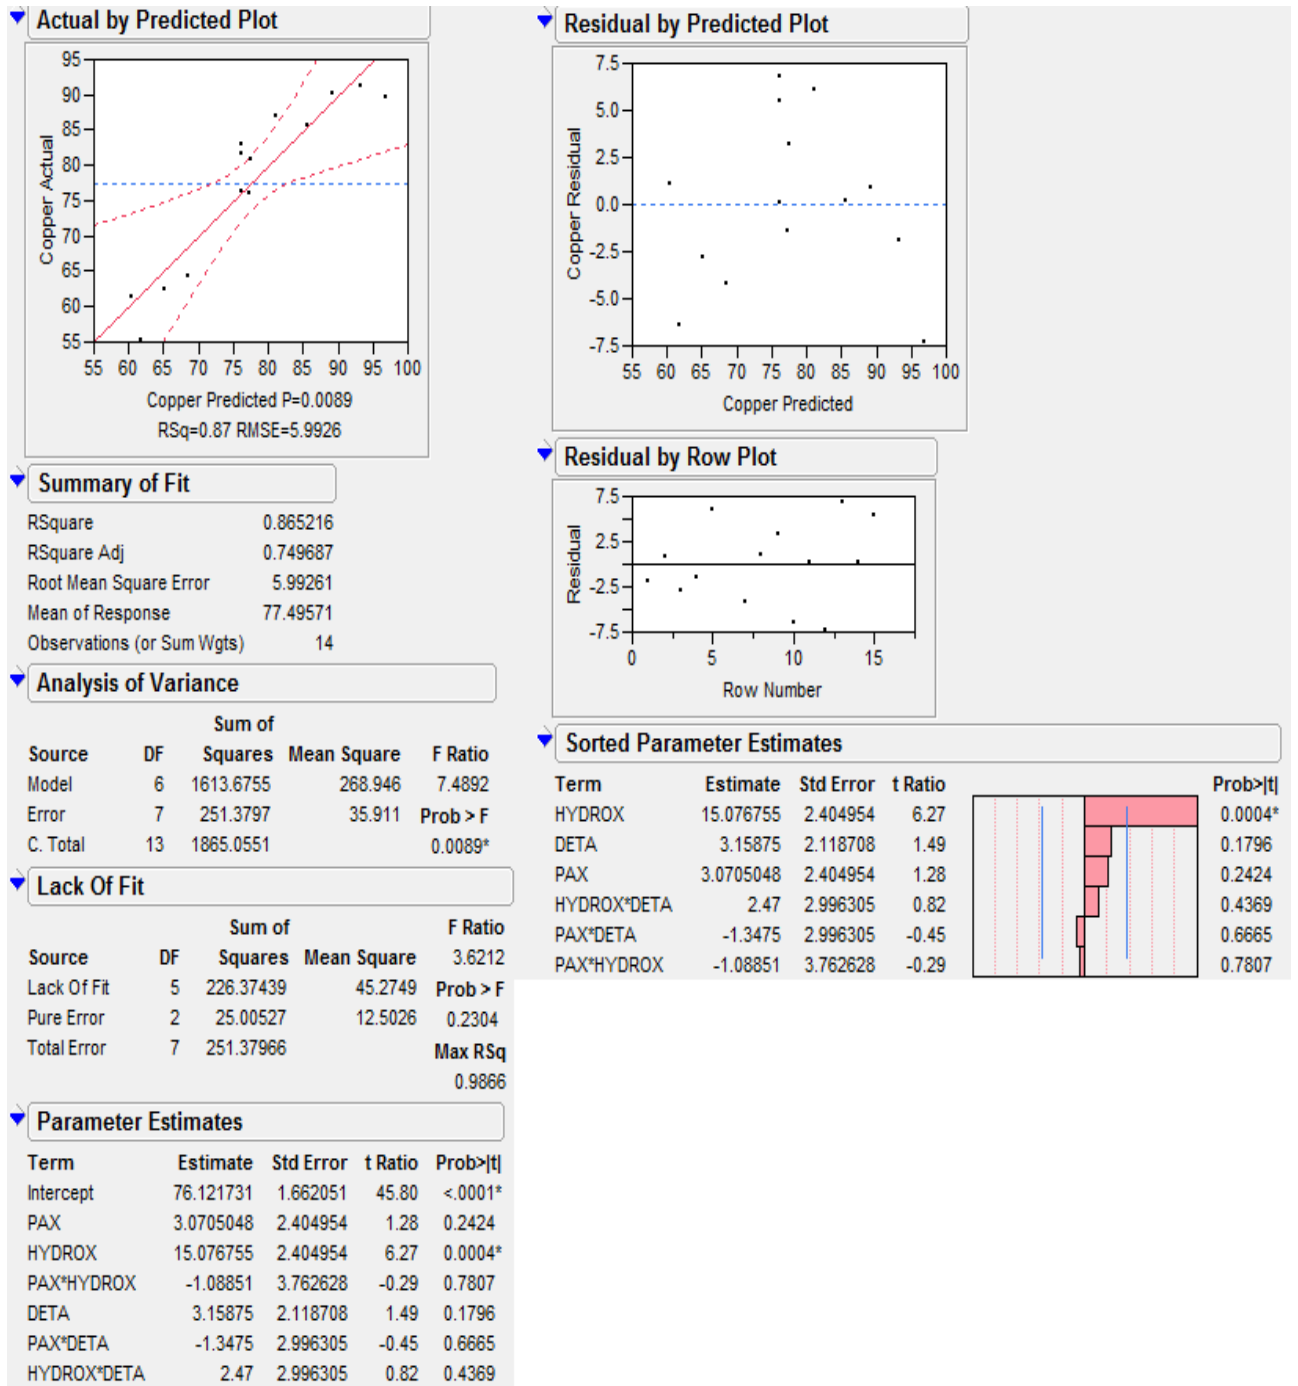 Actual by Predicted Plot
95
90
85
80
75
70
65
60
55
Copper Actual
55 60 65 70 75 80 85 90 95 100
Copper Predicted P=0.0089
RSq=0.87 RMSE=5.9926
Summary of Fit
RSquare 0.865216
RSquare Adj 0.749687
Root Mean Square Error 5.99261
Mean of Response 77.49571
Observations (or Sum Wgts) 14
Analysis of Variance
Sum of
Source DF Squares Mean Square F Ratio
Model 6 1613.6755 268.946 7.4892
Error 7 251.3797 35.911 Prob > F
C. Total 13 1865.0551 0.0089*
Lack Of Fit
Sum of F Ratio
Source DF Squares Mean Square 3.6212
Lack Of Fit 5 226.37439 45.2749 Prob > F
Pure Error 2 25.00527 12.5026 0.2304
Total Error 7 251.37966 Max RSq
0.9866
Parameter Estimates
Term Estimate Std Error t Ratio Prob>|t|
Intercept 76.121731 1.662051 45.80 <.0001*
PAX 3.0705048 2.404954 1.28 0.2424
HYDROX 15.076755 2.404954 6.27 0.0004*
PAX*HYDROX -1.08851 3.762628 -0.29 0.7807
DETA 3.15875 2.118708 1.49 0.1796
PAX*DETA -1.3475 2.996305 -0.45 0.6665
HYDROX*DETA 2.47 2.996305 0.82 0.4369
Residual by Predicted Plot
7.5
5.0
2.5
0.0
-2.5
-5.0
-7.5
Copper Residual
55 60 65 70 75 80 85 90 95 100
Copper Predicted
Residual by Row Plot
7.5
2.5
-2.5
-7.5
Residual
0 5 10 15
Row Number
Sorted Parameter Estimates
Term Estimate Std Error t Ratio Prob>|t|
HYDROX 15.076755 2.404954 6.27 0.0004*
DETA 3.15875 2.118708 1.49 0.1796
PAX 3.0705048 2.404954 1.28 0.2424
HYDROX*DETA 2.47 2.996305 0.82 0.4369
PAX*DETA -1.3475 2.996305 -0.45 0.6665
PAX*HYDROX -1.08851 3.762628 -0.29 0.7807